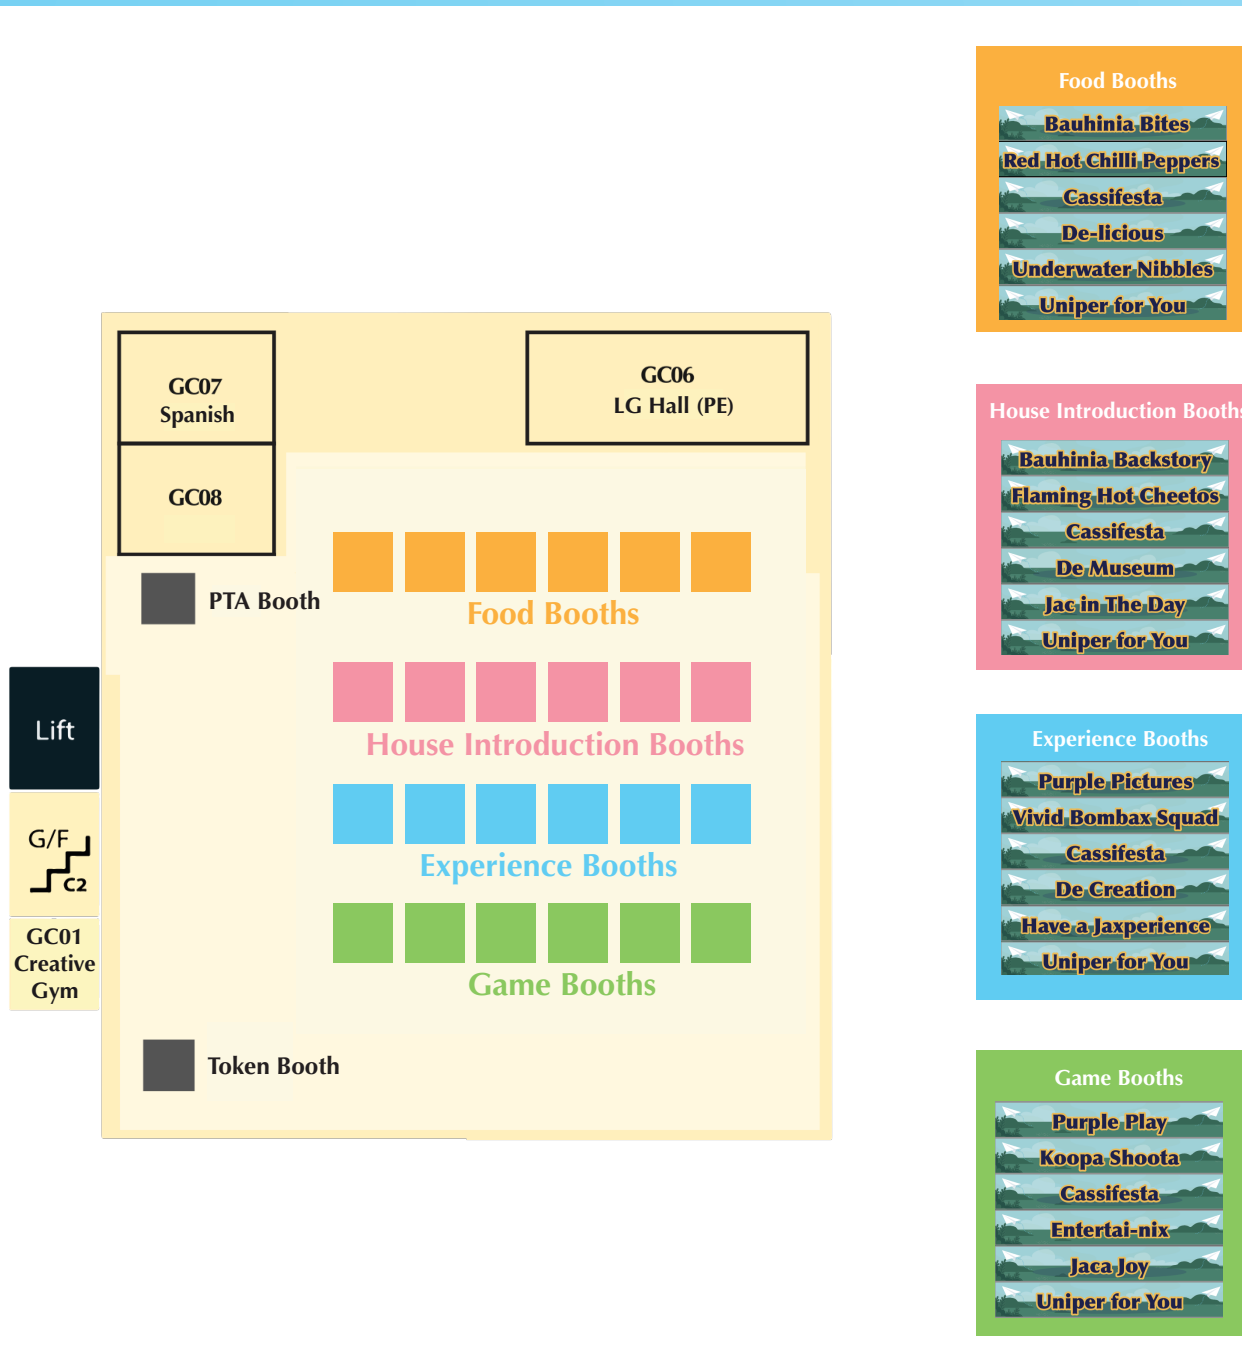 Food Booths
Bauhinia Bites
Red Hot Chilli Peppers
Cassifesta
De-licious
Underwater Nibbles
Uniper for You
GC07
Spanish
GC06
LG Hall (PE)
GC08
PTA Booth
Food Booths
House Introduction Booths
Experience Booths
Game Booths
Token Booth
Lift
G/F
C2
GC01
Creative
Gym
House Introduction Booths
Bauhinia Backstory
Flaming Hot Cheetos
Cassifesta
De Museum
Jac in The Day
Uniper for You
Experience Booths
Purple Pictures
Vivid Bombax Squad
Cassifesta
De Creation
Have a Jaxperience
Uniper for You
Game Booths
Purple Play
Koopa Shoota
Cassifesta
Entertai-nix
Jaca Joy
Uniper for You